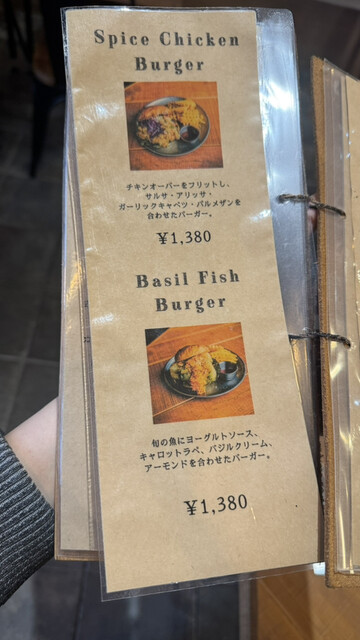 Spice Chicken
Burger
チキンオーバーをフリットし、
サルサ・アリッサ・
ガーリックキャベツ・パルメザンを
合わせたバーガー。
¥1,380
Basil Fish
Burger
旬の魚にヨーグルトソース、
キャロットラペ、バジルクリーム、
アーモンドを合わせたバーガー。
¥1,380